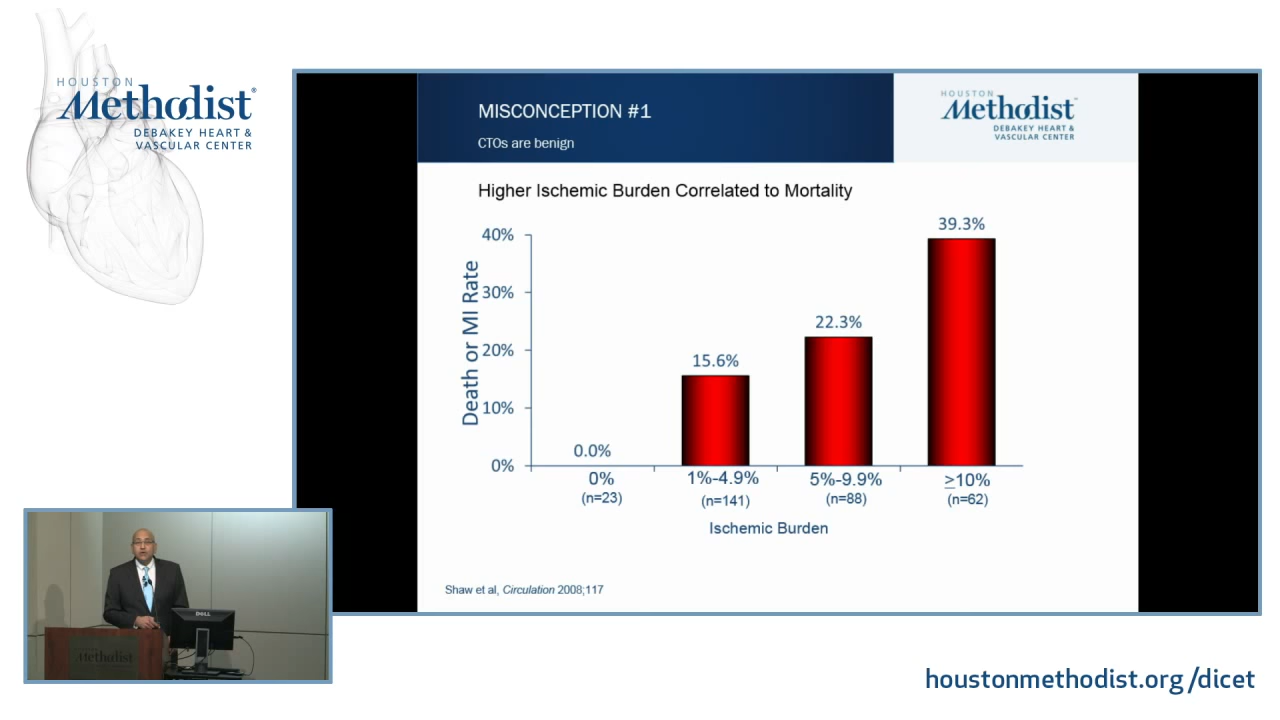 HOUSTON
Methodist®
DEBAKEY HEART &
VASCULAR CENTER
MISCONCEPTION #1
CTOs are benign
HOUSTON
Methodist
DEBAKEY HEART &
VASCULAR CENTER
Higher Ischemic Burden Correlated to Mortality
Death or MI Rate
40%
30%
20%
10%
0%
0.0%
15.6%
22.3%
39.3%
0%
(n=23)
1%-4.9%
(n=141)
5%-9.9%
(n=88)
≥10%
(n=62)
Ischemic Burden
Shaw et al, Circulation 2008;117
DELL
Methodist
houstonmethodist.org/dicet